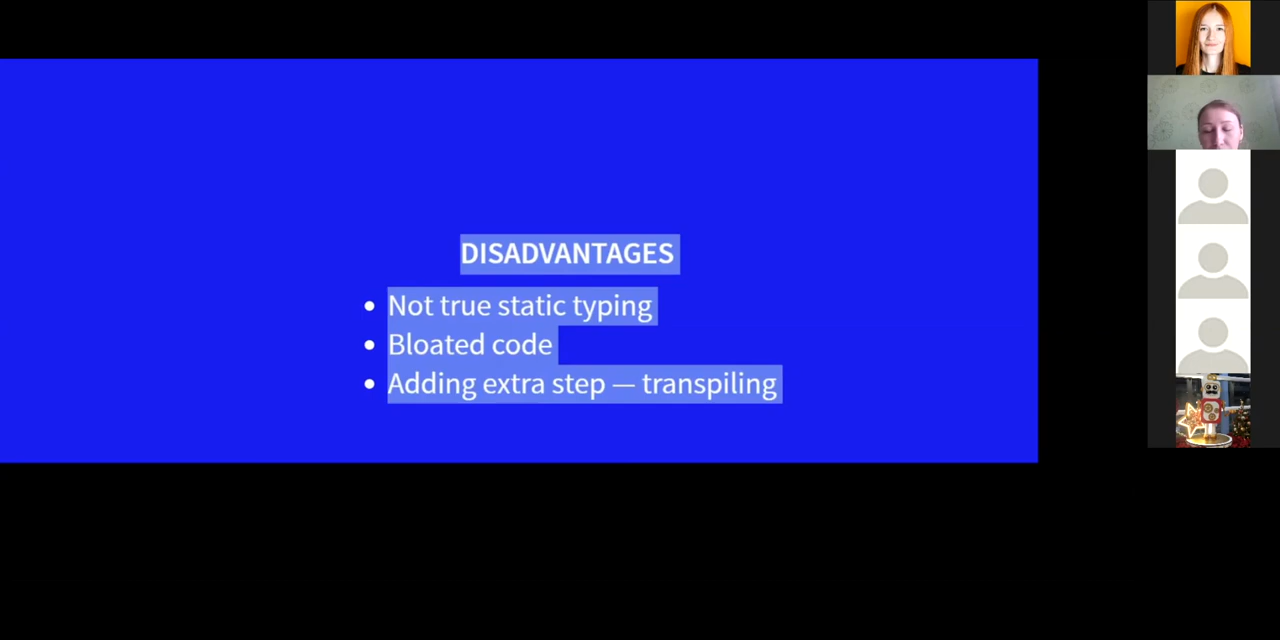 DISADVANTAGES
Not true static typing
Bloated code
Adding extra step — transpiling